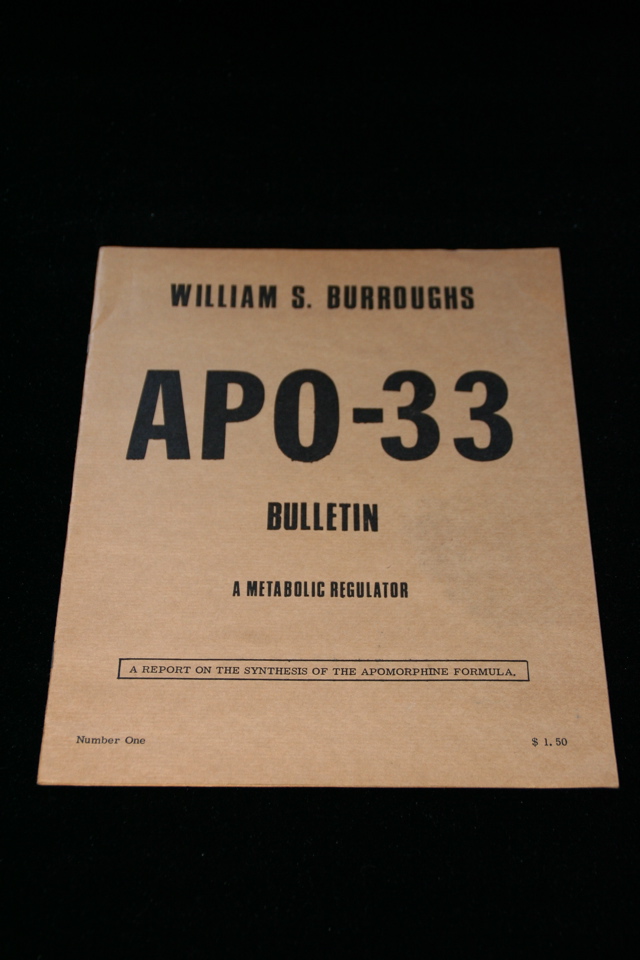 WILLIAM S. BURROUGHS
APO-33
BULLETIN
A METABOLIC REGULATOR
A REPORT ON THE SYNTHESIS OF THE APOMORPHINE FORMULA.
Number One
$ 1.50